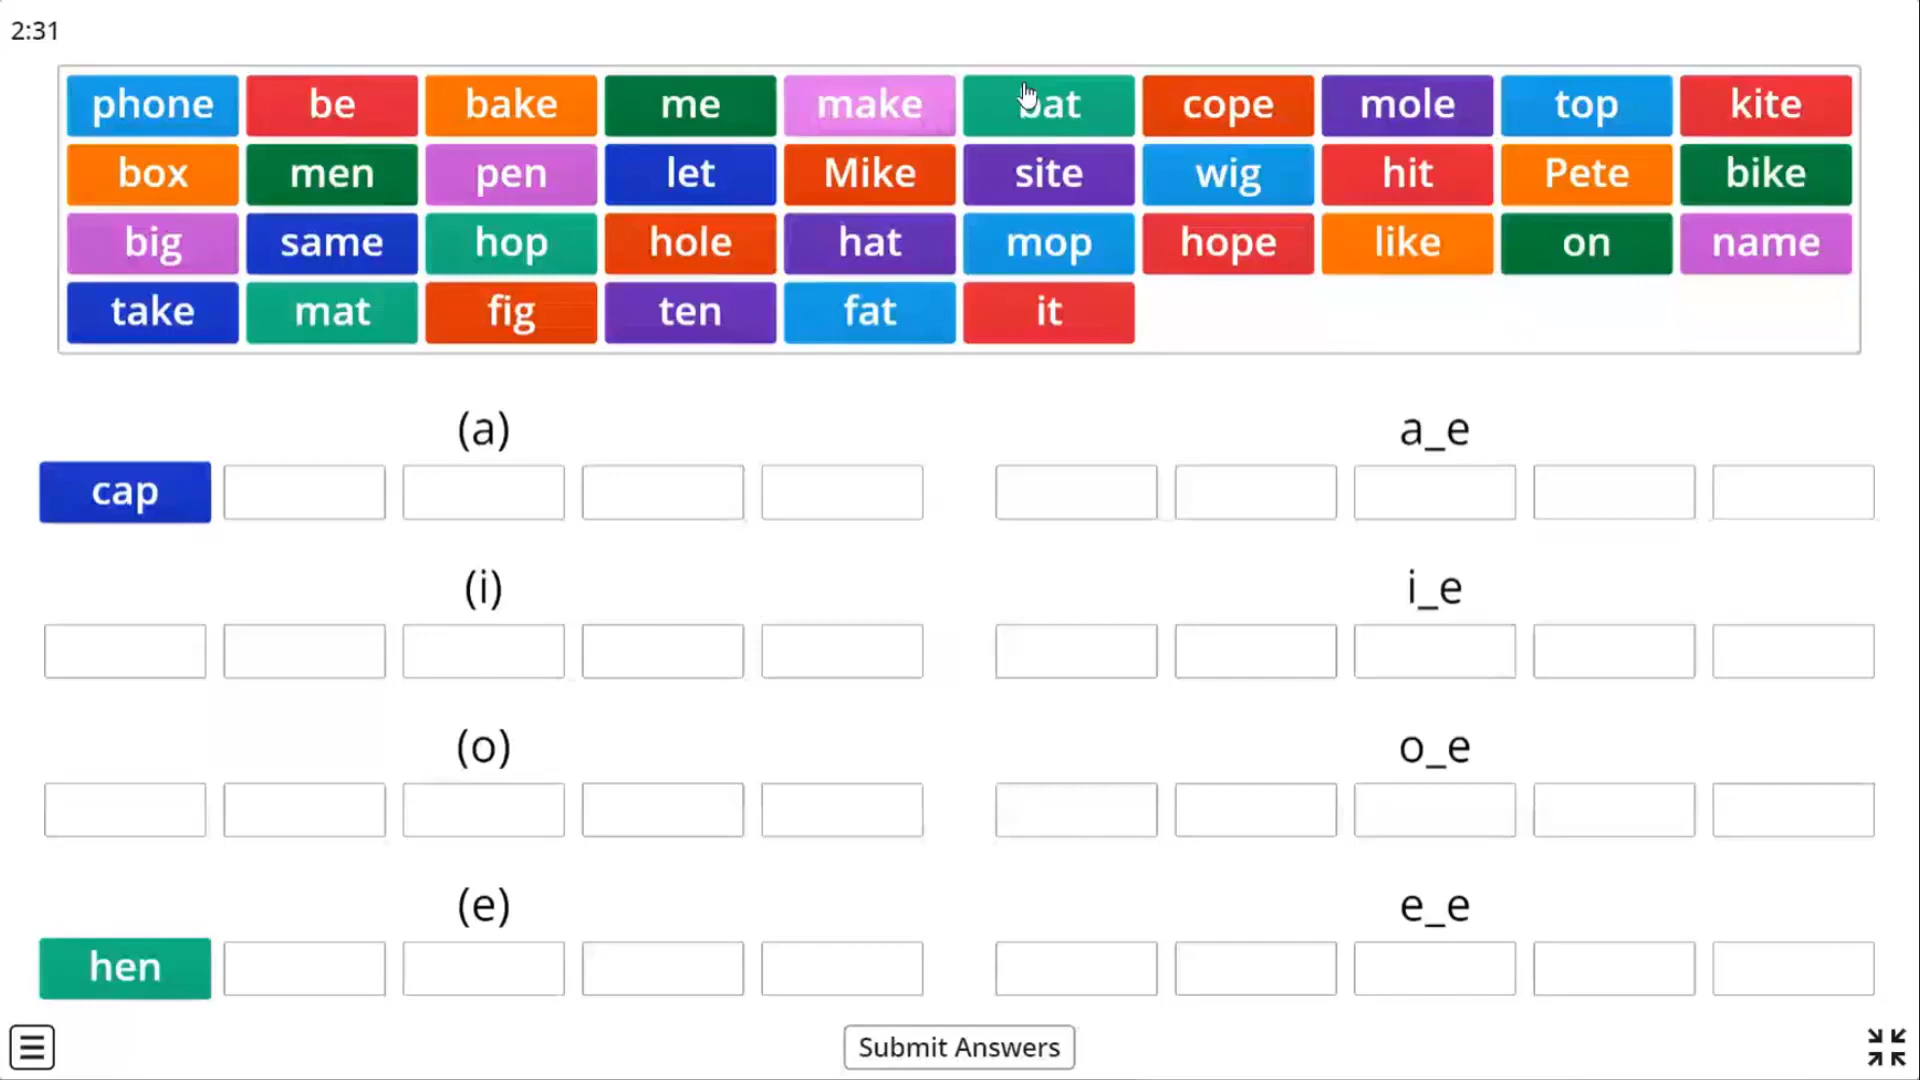 2:31
phone be bake me make bat cope mole top kite
box men pen let Mike site wig hit Pete bike
big same hop hole hat mop hope like on name
take mat fig ten fat it
(a) a_e
cap
(i) i_e
(o) o_e
(e) e_e
hen
Submit Answers